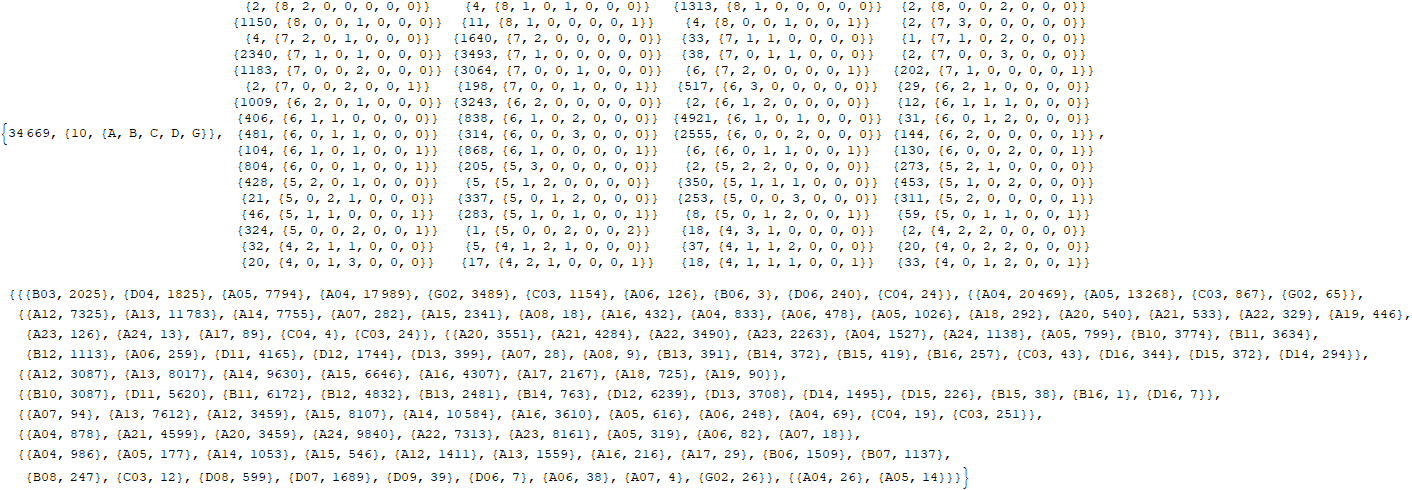 {2, {8, 2, 0, 0, 0, 0, 0}} {4, {8, 1, 0, 1, 0, 0, 0}} {1313, {8, 1, 0, 0, 0, 0, 0}} {2, {8, 0, 0, 2, 0, 0, 0}}
{1150, {8, 0, 0, 1, 0, 0, 0}} {11, {8, 1, 0, 0, 0, 0, 1}} {4, {8, 0, 0, 1, 0, 0, 1}} {2, {7, 3, 0, 0, 0, 0, 0}}
{4, {7, 2, 0, 1, 0, 0, 0}} {1640, {7, 2, 0, 0, 0, 0, 0}} {33, {7, 1, 1, 0, 0, 0, 0}} {1, {7, 1, 0, 2, 0, 0, 0}}
{2340, {7, 1, 0, 1, 0, 0, 0}} {3493, {7, 1, 0, 0, 0, 0, 0}} {38, {7, 0, 1, 1, 0, 0, 0}} {2, {7, 0, 0, 3, 0, 0, 0}}
{1183, {7, 0, 0, 2, 0, 0, 0}} {3064, {7, 0, 0, 1, 0, 0, 0}} {6, {7, 2, 0, 0, 0, 0, 1}} {202, {7, 1, 0, 0, 0, 0, 1}}
{2, {7, 0, 0, 2, 0, 0, 1}} {198, {7, 0, 0, 1, 0, 0, 1}} {517, {6, 3, 0, 0, 0, 0, 0}} {29, {6, 2, 1, 0, 0, 0, 0}}
{1009, {6, 2, 0, 1, 0, 0, 0}} {3243, {6, 2, 0, 0, 0, 0, 0}} {2, {6, 1, 2, 0, 0, 0, 0}} {12, {6, 1, 1, 1, 0, 0, 0}}
{406, {6, 1, 1, 0, 0, 0, 0}} {838, {6, 1, 0, 2, 0, 0, 0}} {4921, {6, 1, 0, 1, 0, 0, 0}} {31, {6, 0, 1, 2, 0, 0, 0}}
{34669, {10, {A, B, C, D, G}}, {481, {6, 0, 1, 1, 0, 0, 0}} {314, {6, 0, 0, 3, 0, 0, 0}} {2555, {6, 0, 0, 2, 0, 0, 0}} {144, {6, 2, 0, 0, 0, 0, 1}} ,
{104, {6, 1, 0, 1, 0, 0, 1}} {868, {6, 1, 0, 0, 0, 0, 1}} {6, {6, 0, 1, 1, 0, 0, 1}} {130, {6, 0, 0, 2, 0, 0, 1}}
{804, {6, 0, 0, 1, 0, 0, 1}} {205, {5, 3, 0, 0, 0, 0, 0}} {2, {5, 2, 2, 0, 0, 0, 0}} {273, {5, 2, 1, 0, 0, 0, 0}}
{428, {5, 2, 0, 1, 0, 0, 0}} {5, {5, 1, 2, 0, 0, 0, 0}} {350, {5, 1, 1, 1, 0, 0, 0}} {453, {5, 1, 0, 2, 0, 0, 0}}
{21, {5, 0, 2, 1, 0, 0, 0}} {337, {5, 0, 1, 2, 0, 0, 0}} {253, {5, 0, 0, 3, 0, 0, 0}} {311, {5, 2, 0, 0, 0, 0, 1}}
{46, {5, 1, 1, 0, 0, 0, 1}} {283, {5, 1, 0, 1, 0, 0, 1}} {8, {5, 0, 1, 2, 0, 0, 1}} {59, {5, 0, 1, 1, 0, 0, 1}}
{324, {5, 0, 0, 2, 0, 0, 1}} {1, {5, 0, 0, 2, 0, 0, 2}} {18, {4, 3, 1, 0, 0, 0, 0}} {2, {4, 2, 2, 0, 0, 0, 0}}
{32, {4, 2, 1, 1, 0, 0, 0}} {5, {4, 1, 2, 1, 0, 0, 0}} {37, {4, 1, 1, 2, 0, 0, 0}} {20, {4, 0, 2, 2, 0, 0, 0}}
{20, {4, 0, 1, 3, 0, 0, 0}} {17, {4, 2, 1, 0, 0, 0, 1}} {18, {4, 1, 1, 1, 0, 0, 1}} {33, {4, 0, 1, 2, 0, 0, 1}}
{{{B03, 2025}, {D04, 1825}, {A05, 7794}, {A04, 17989}, {G02, 3489}, {C03, 1154}, {A06, 126}, {B06, 3}, {D06, 240}, {C04, 24}}, {{A04, 20469}, {A05, 13268}, {C03, 867}, {G02, 65}},
{{A12, 7325}, {A13, 11783}, {A14, 7755}, {A07, 282}, {A15, 2341}, {A08, 18}, {A16, 432}, {A04, 833}, {A06, 478}, {A05, 1026}, {A18, 292}, {A20, 540}, {A21, 533}, {A22, 329}, {A19, 446},
{A23, 126}, {A24, 13}, {A17, 89}, {C04, 4}, {C03, 24}}, {{A20, 3551}, {A21, 4284}, {A22, 3490}, {A23, 2263}, {A04, 1527}, {A24, 1138}, {A05, 799}, {B10, 3774}, {B11, 3634},
{B12, 1113}, {A06, 259}, {D11, 4165}, {D12, 1744}, {D13, 399}, {A07, 28}, {A08, 9}, {B13, 391}, {B14, 372}, {B15, 419}, {B16, 257}, {C03, 43}, {D16, 344}, {D15, 372}, {D14, 294}},
{{A12, 3087}, {A13, 8017}, {A14, 9630}, {A15, 6646}, {A16, 4307}, {A17, 2167}, {A18, 725}, {A19, 90}},
{{B10, 3087}, {D11, 5620}, {B11, 6172}, {B12, 4832}, {B13, 2481}, {B14, 763}, {D12, 6239}, {D13, 3708}, {D14, 1495}, {D15, 226}, {B15, 38}, {B16, 1}, {D16, 7}},
{{A07, 94}, {A13, 7612}, {A12, 3459}, {A15, 8107}, {A14, 10584}, {A16, 3610}, {A05, 616}, {A06, 248}, {A04, 69}, {C04, 19}, {C03, 251}},
{{A04, 878}, {A21, 4599}, {A20, 3459}, {A24, 9840}, {A22, 7313}, {A23, 8161}, {A05, 319}, {A06, 82}, {A07, 18}},
{{A04, 986}, {A05, 177}, {A14, 1053}, {A15, 546}, {A12, 1411}, {A13, 1559}, {A16, 216}, {A17, 29}, {B06, 1509}, {B07, 1137},
{B08, 247}, {C03, 12}, {D08, 599}, {D07, 1689}, {D09, 39}, {D06, 7}, {A06, 38}, {A07, 4}, {G02, 26}}, {{A04, 26}, {A05, 14}}}}